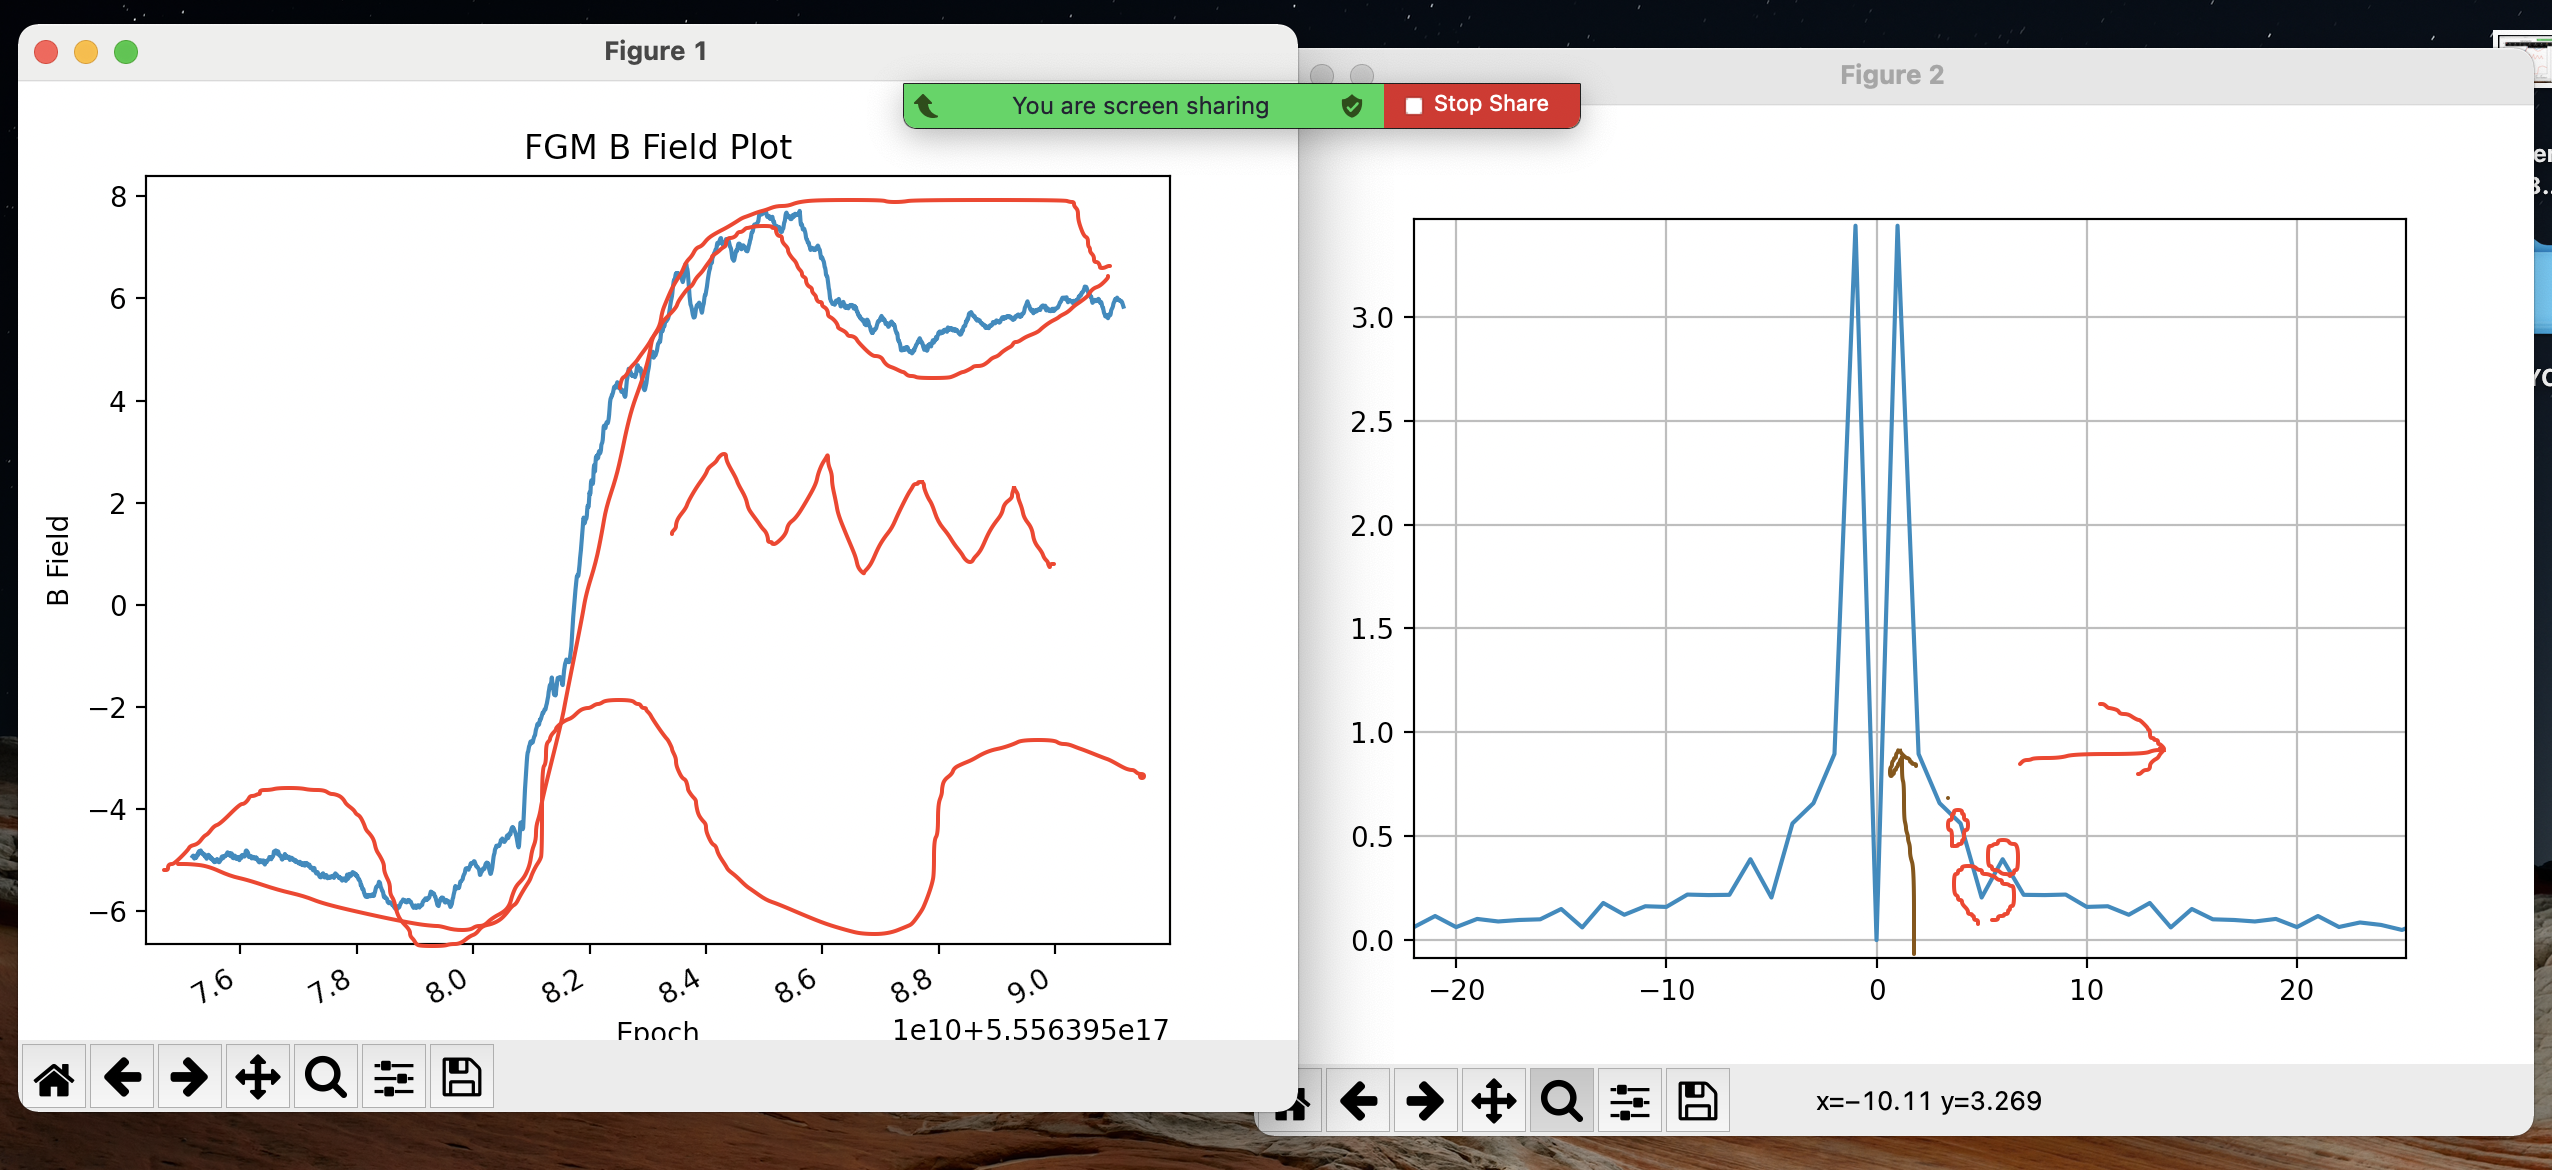 Figure 1
Figure 2
You are screen sharing
Stop Share
FGM B Field Plot
8
6
4
2
0
−2
−4
−6
B Field
7.6 7.8 8.0 8.2 8.4 8.6 8.8 9.0
Epoch
1e10+5.556395e17
3.0
2.5
2.0
1.5
1.0
0.5
0.0
−20 −10 0 10 20
x=−10.11 y=3.269